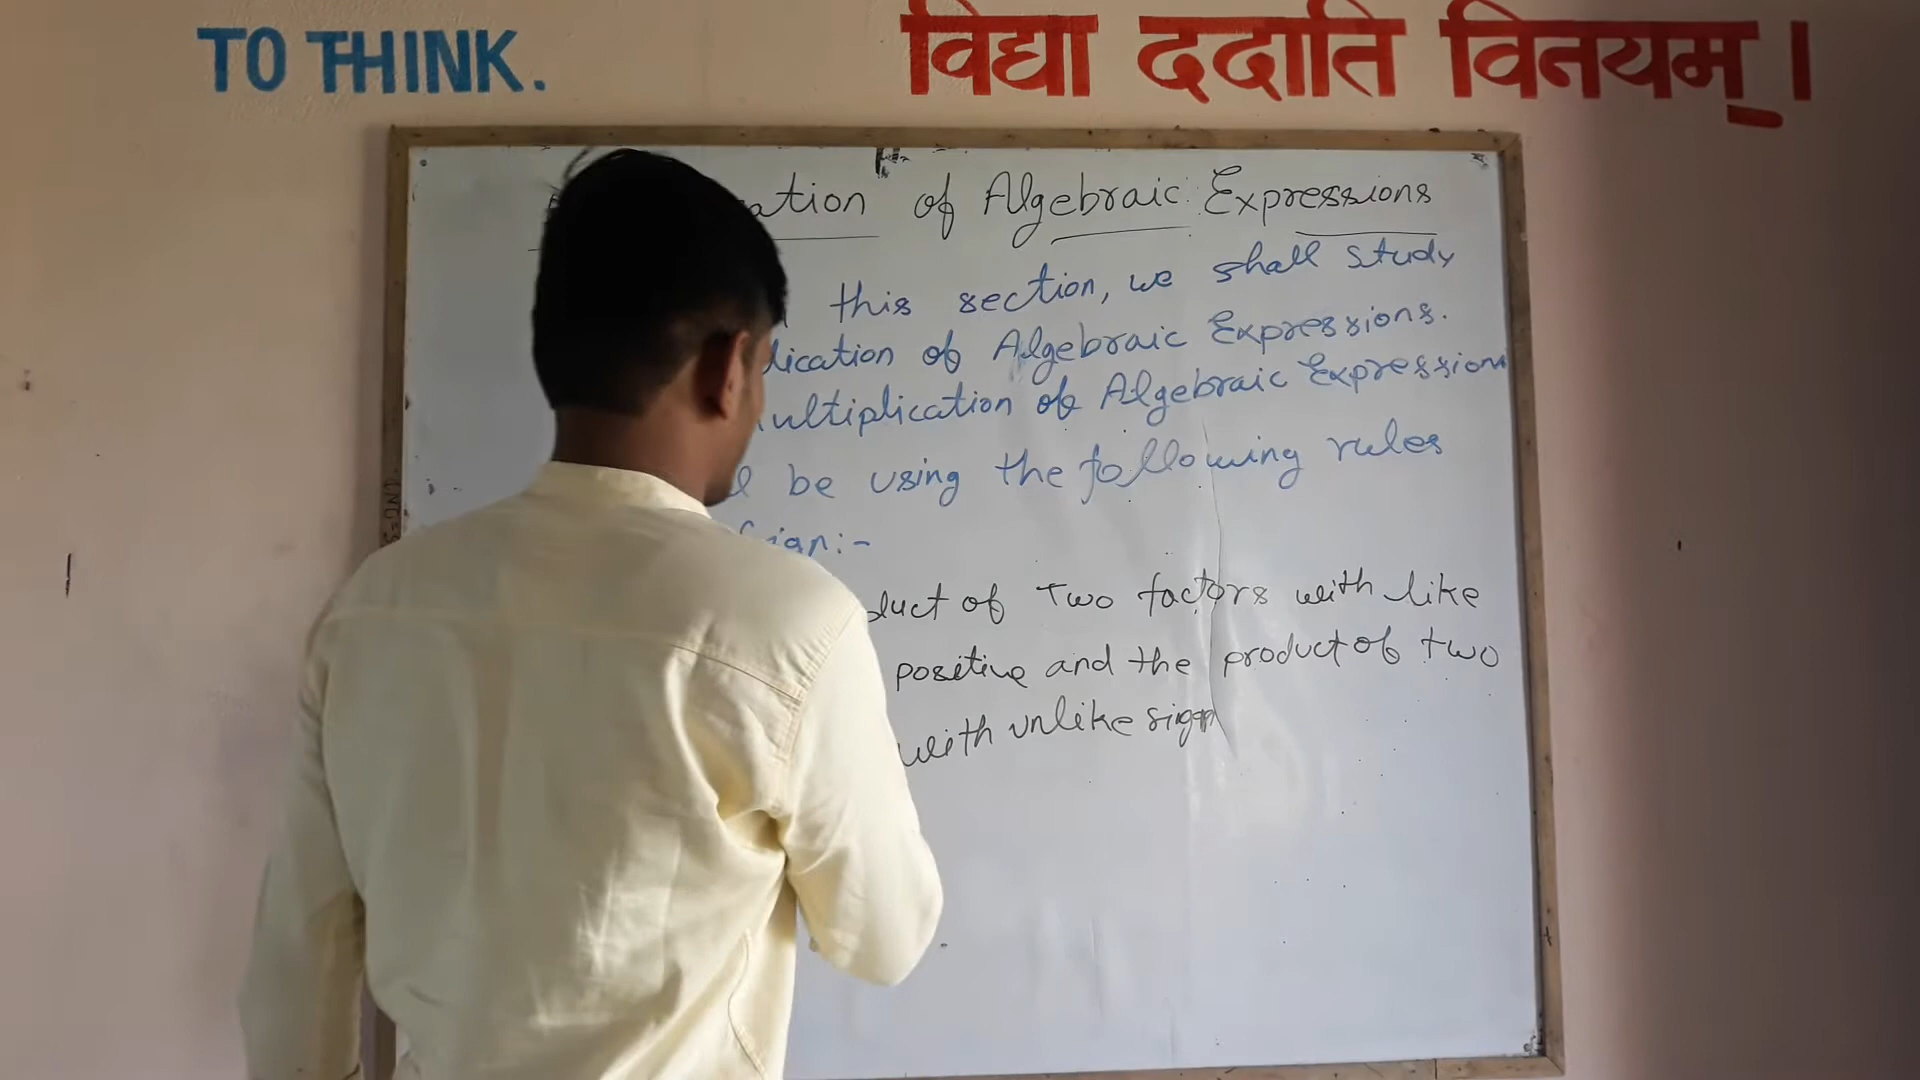 TO THINK.
विद्या ददाति विनयम्।
ation of Algebraic Expressions
this section, we shall study
lication of Algebraic Expressions.
ultiplication of Algebraic Expressions
be using the following rules
Sign:-
duct of Two factors with like
positive and the product of two
with unlike sign